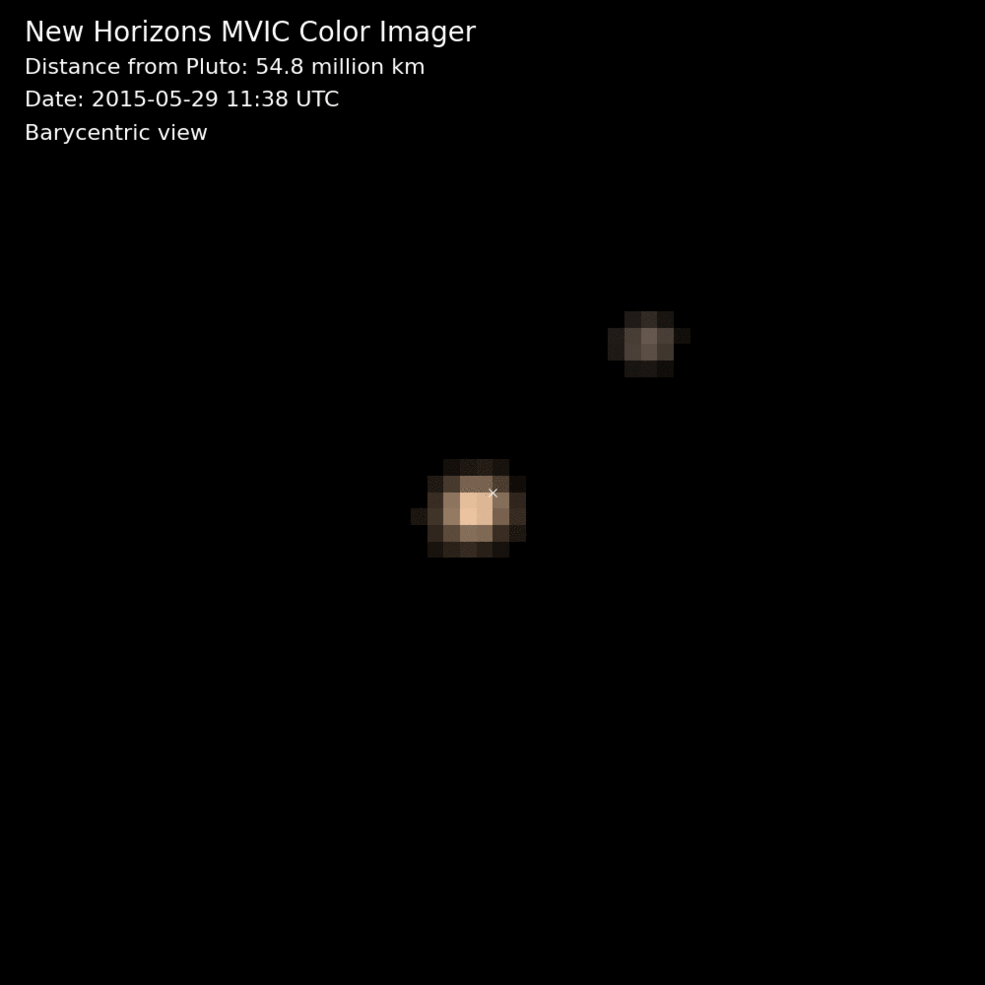 New Horizons MVIC Color Imager
Distance from Pluto: 54.8 million km
Date: 2015-05-29 11:38 UTC
Barycentric view